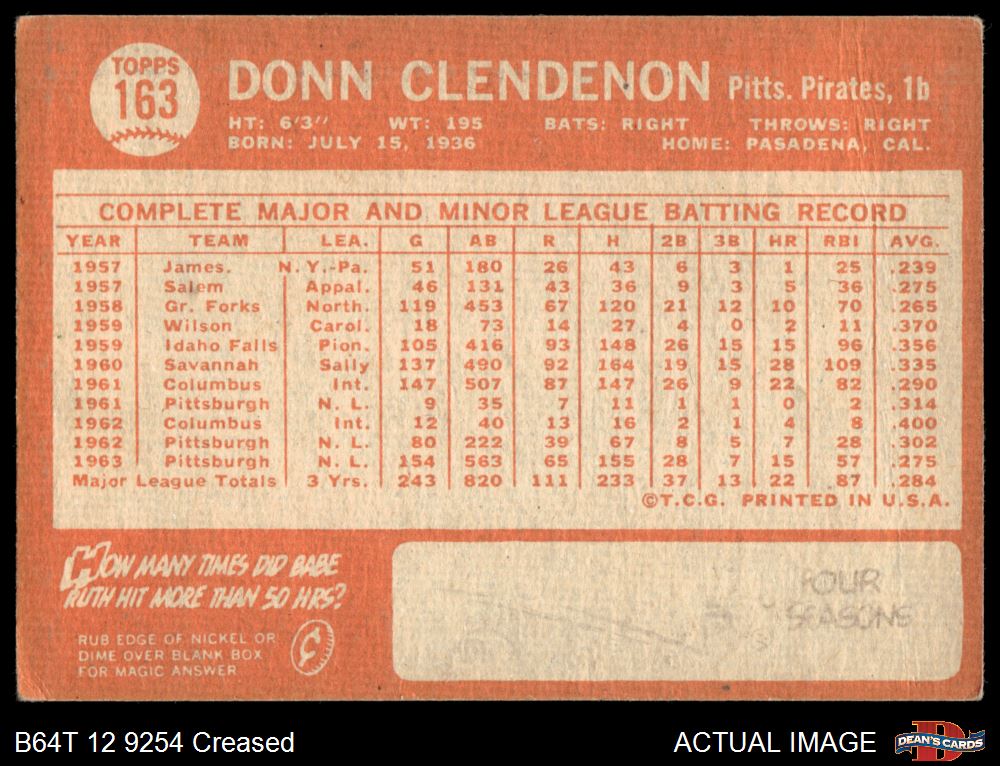 TOPPS
163
DONN CLENDENON Pitts. Pirates, 1b
HT: 6'3" WT: 195 BATS: RIGHT THROWS: RIGHT
BORN: JULY 15, 1936 HOME: PASADENA, CAL.
COMPLETE MAJOR AND MINOR LEAGUE BATTING RECORD
YEAR TEAM LEA. G AB R H 2B 3B HR RBI AVG.
1957 James. N. Y.-Pa. 51 180 26 43 6 3 1 25 .239
1957 Salem Appal. 46 131 43 36 9 3 5 36 .275
1958 Gr. Forks North. 119 453 67 120 21 12 10 70 .265
1959 Wilson Carol. 18 73 14 27 4 0 2 11 .370
1959 Idaho Falls Pion. 105 416 93 148 26 15 15 96 .356
1960 Savannah Sally 137 490 92 164 19 15 28 109 .335
1961 Columbus Int. 147 507 87 147 26 9 22 82 .290
1961 Pittsburgh N. L. 9 35 7 11 1 1 0 2 .314
1962 Columbus Int. 12 40 13 16 2 1 4 8 .400
1962 Pittsburgh N. L. 80 222 39 67 8 5 7 28 .302
1963 Pittsburgh N. L. 154 563 65 155 28 7 15 57 .275
Major League Totals 3 Yrs. 243 820 111 233 37 13 22 87 .284
©T.C.G. PRINTED IN U.S.A.
HOW MANY TIMES DID BABE
RUTH HIT MORE THAN 50 HRS?
RUB EDGE OF NICKEL OR
DIME OVER BLANK BOX
FOR MAGIC ANSWER
¢
FOUR
SEASONS
B64T 12 9254 Creased
ACTUAL IMAGE
DEAN'S CARDS